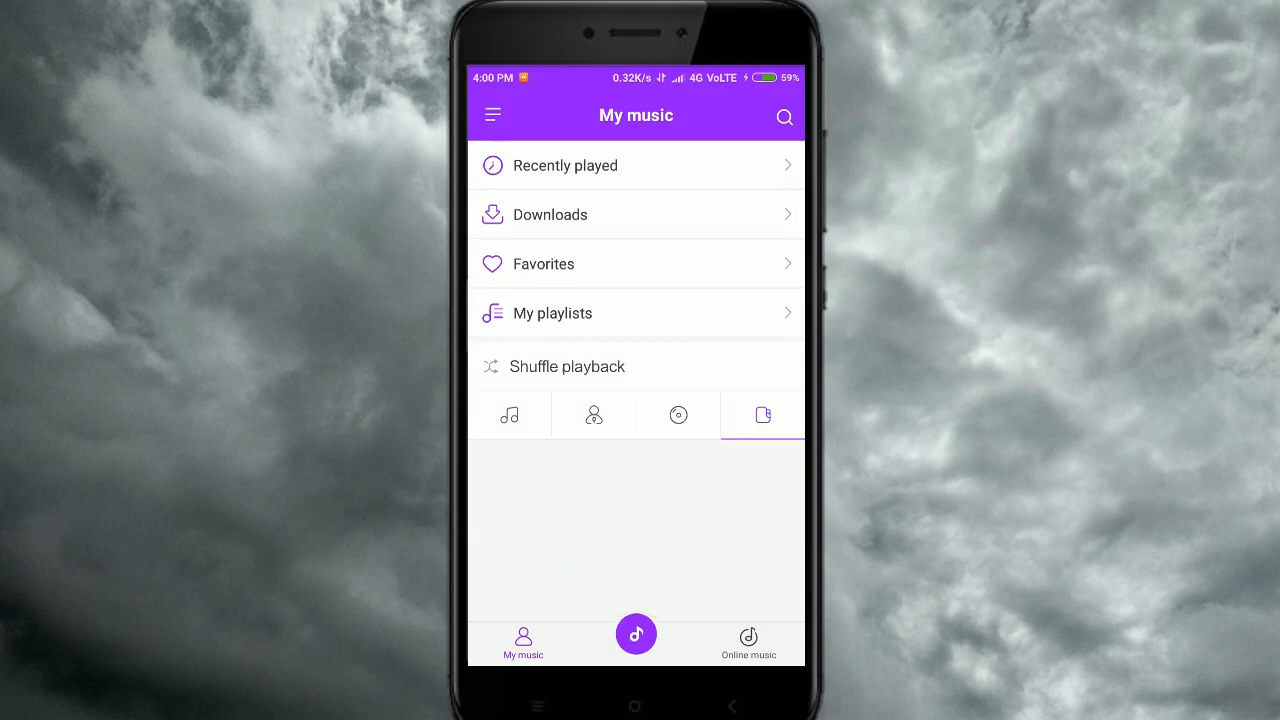 4:00 PM 0.32K/s 4G VoLTE 59%
My music
Recently played
Downloads
Favorites
My playlists
Shuffle playback
My music
Online music